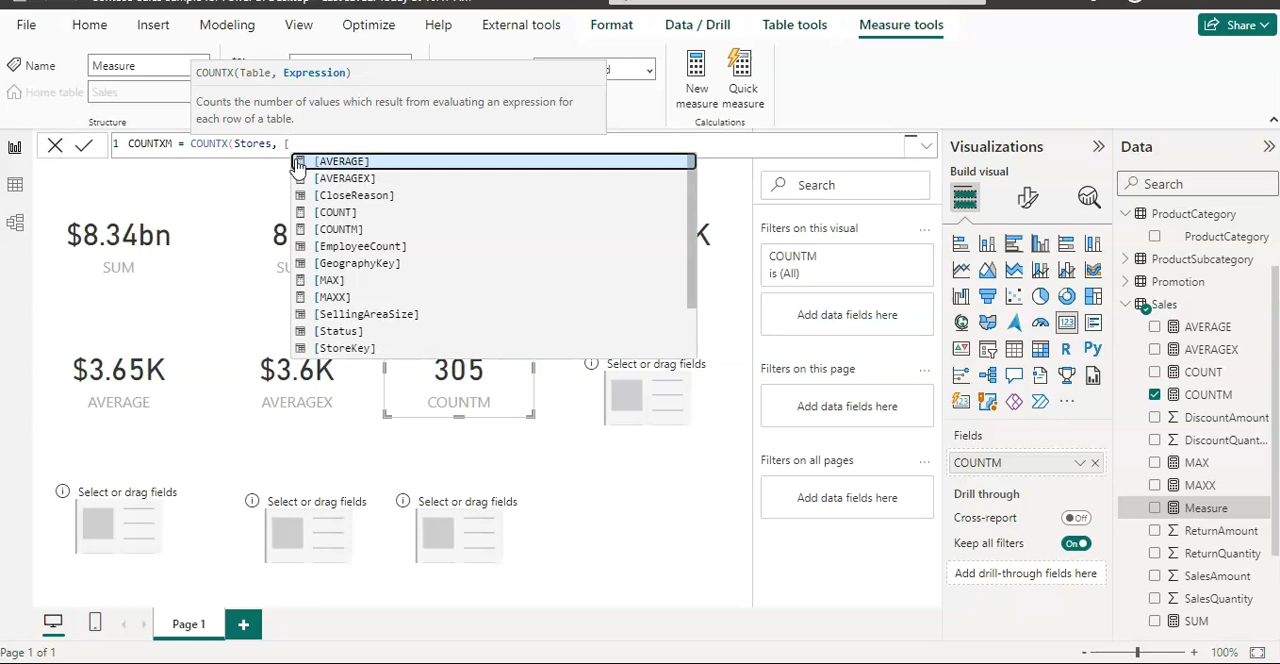 File Home Insert Modeling View Optimize Help External tools Format Data / Drill Table tools Measure tools Share
Name Measure
Home table Sales
Structure
COUNTX(Table, Expression)
Counts the number of values which result from evaluating an expression for
each row of a table.
New
measure
Quick
measure
Calculations
1 COUNTXM = COUNTX(Stores, [
[AVERAGE]
[AVERAGEX]
[CloseReason]
[COUNT]
[COUNTM]
[EmployeeCount]
[GeographyKey]
[MAX]
[MAXX]
[SellingAreaSize]
[Status]
[StoreKey]
$8.34bn
SUM
$3.65K
AVERAGE
$3.6K
AVERAGEX
305
COUNTM
Select or drag fields
Select or drag fields
Select or drag fields
Select or drag fields
Search
Filters on this visual ...
COUNTM
is (All)
Add data fields here
Filters on this page ...
Add data fields here
Filters on all pages ...
Add data fields here
Visualizations
Build visual
123
R Py
...
Fields
COUNTM
Drill through
Cross-report Off
Keep all filters On
Add drill-through fields here
Data
Search
ProductCategory
ProductCategory
ProductSubcategory
Promotion
Sales
AVERAGE
AVERAGEX
COUNT
COUNTM
DiscountAmount
DiscountQuant...
MAX
MAXX
Measure
ReturnAmount
ReturnQuantity
SalesAmount
SalesQuantity
SUM
Page 1 +
Page 1 of 1
- + 100%